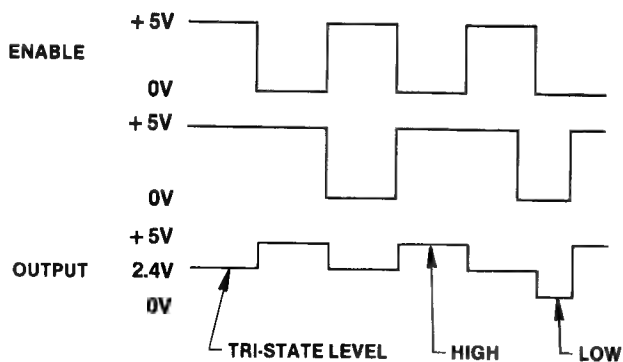 +5V
ENABLE
0V
+5V
0V
+5V
OUTPUT 2.4V
0V
TRI-STATE LEVEL HIGH LOW